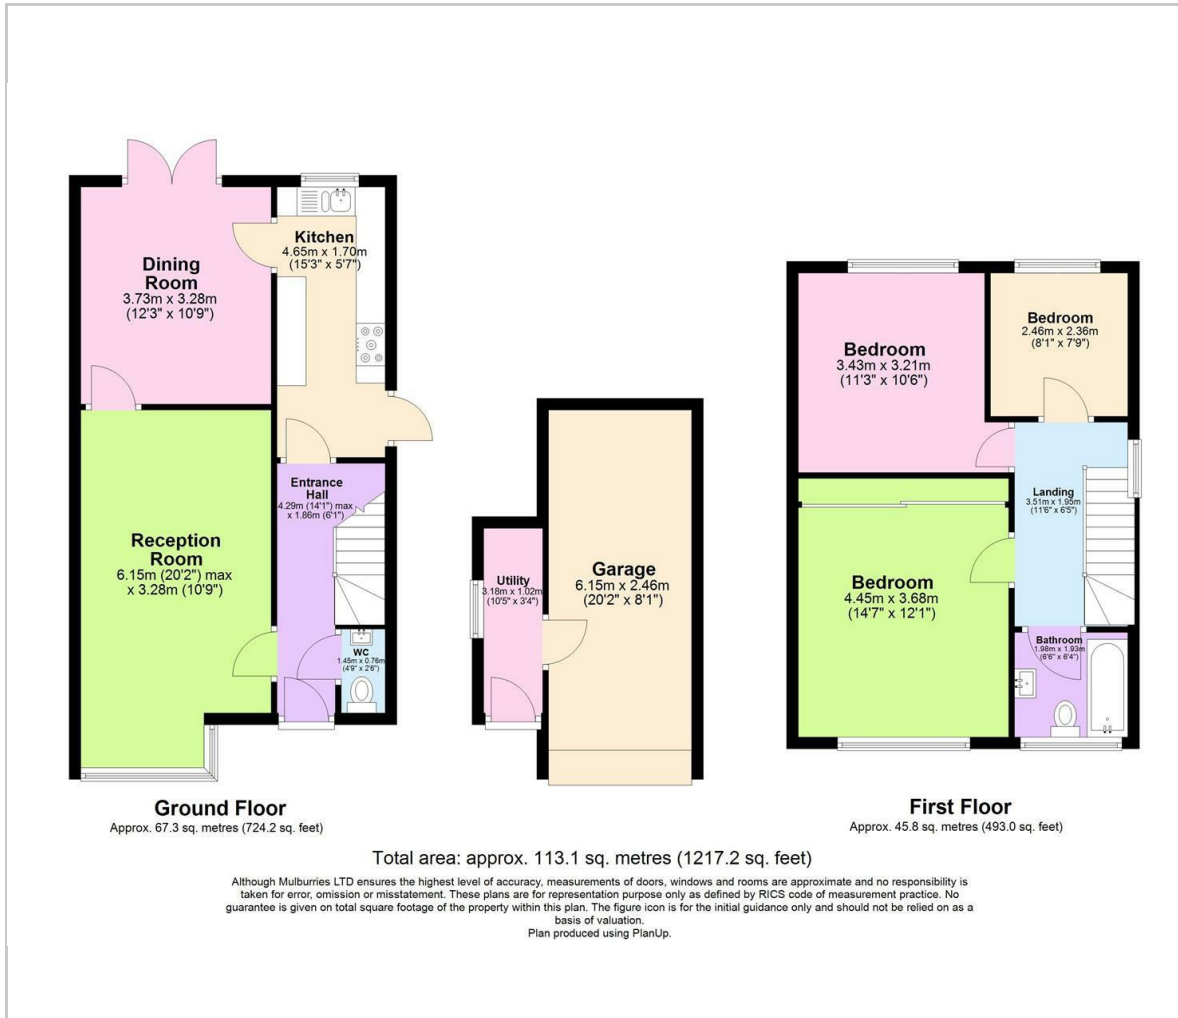 Dining
Room
3.73m x 3.28m
(12'3" x 10'9")
Kitchen
4.65m x 1.70m
(15'3" x 5'7")
Reception
Room
6.15m (20'2") max
x 3.28m (10'9")
Entrance
Hall
4.29m (14'1") max
x 1.86m (6'1")
WC
1.45m x 0.76m
(4'9" x 2'6")
Utility
3.18m x 1.02m
(10'5" x 3'4")
Garage
6.15m x 2.46m
(20'2" x 8'1")
Bedroom
3.43m x 3.21m
(11'3" x 10'6")
Bedroom
2.46m x 2.36m
(8'1" x 7'9")
Landing
3.51m x 1.95m
(11'6" x 6'5")
Bedroom
4.45m x 3.68m
(14'7" x 12'1")
Bathroom
1.98m x 1.93m
(6'6" x 6'4")
Ground Floor
Approx. 67.3 sq. metres (724.2 sq. feet)
First Floor
Approx. 45.8 sq. metres (493.0 sq. feet)
Total area: approx. 113.1 sq. metres (1217.2 sq. feet)
Although Mulburries LTD ensures the highest level of accuracy, measurements of doors, windows and rooms are approximate and no responsibility is
taken for error, omission or misstatement. These plans are for representation purpose only as defined by RICS code of measurement practice. No
guarantee is given on total square footage of the property within this plan. The figure icon is for the initial guidance only and should not be relied on as a
basis of valuation.
Plan produced using PlanUp.